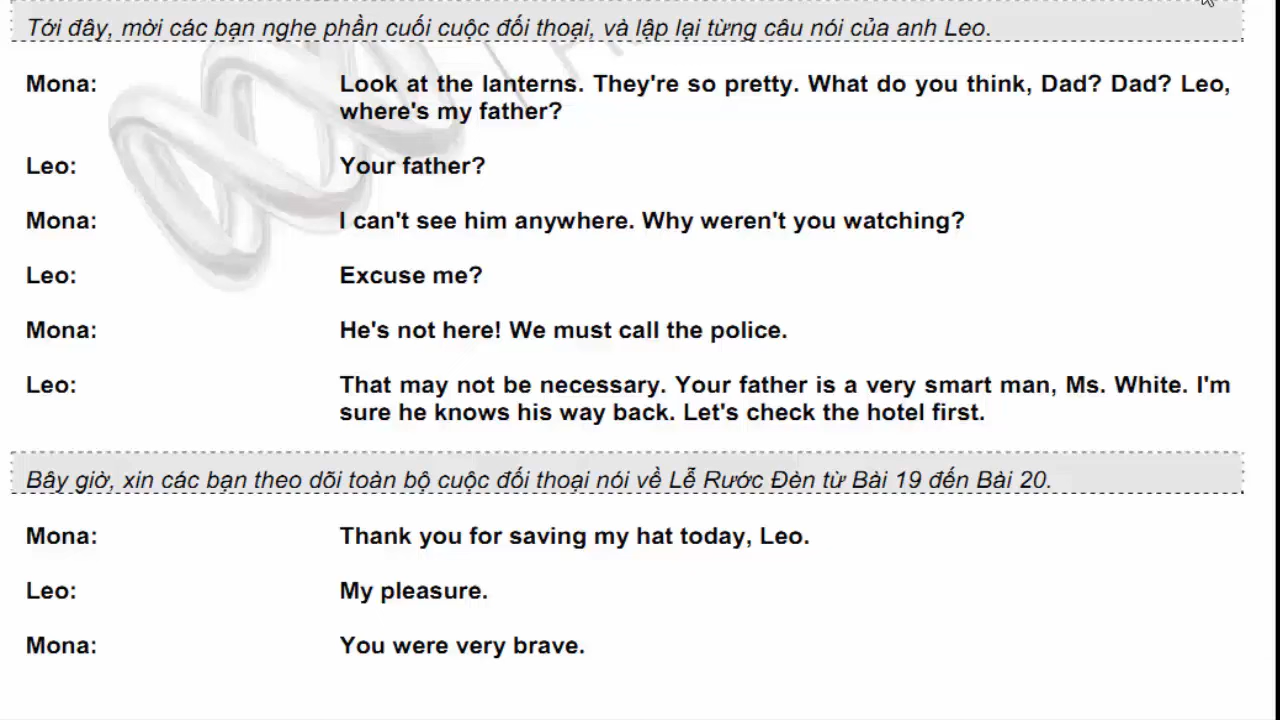 Tới đây, mời các bạn nghe phần cuối cuộc đối thoại, và lập lại từng câu nói của anh Leo.
Mona: Look at the lanterns. They're so pretty. What do you think, Dad? Dad? Leo,
where's my father?
Leo: Your father?
Mona: I can't see him anywhere. Why weren't you watching?
Leo: Excuse me?
Mona: He's not here! We must call the police.
Leo: That may not be necessary. Your father is a very smart man, Ms. White. I'm
sure he knows his way back. Let's check the hotel first.
Bây giờ, xin các bạn theo dõi toàn bộ cuộc đối thoại nói về Lễ Rước Đèn từ Bài 19 đến Bài 20.
Mona: Thank you for saving my hat today, Leo.
Leo: My pleasure.
Mona: You were very brave.